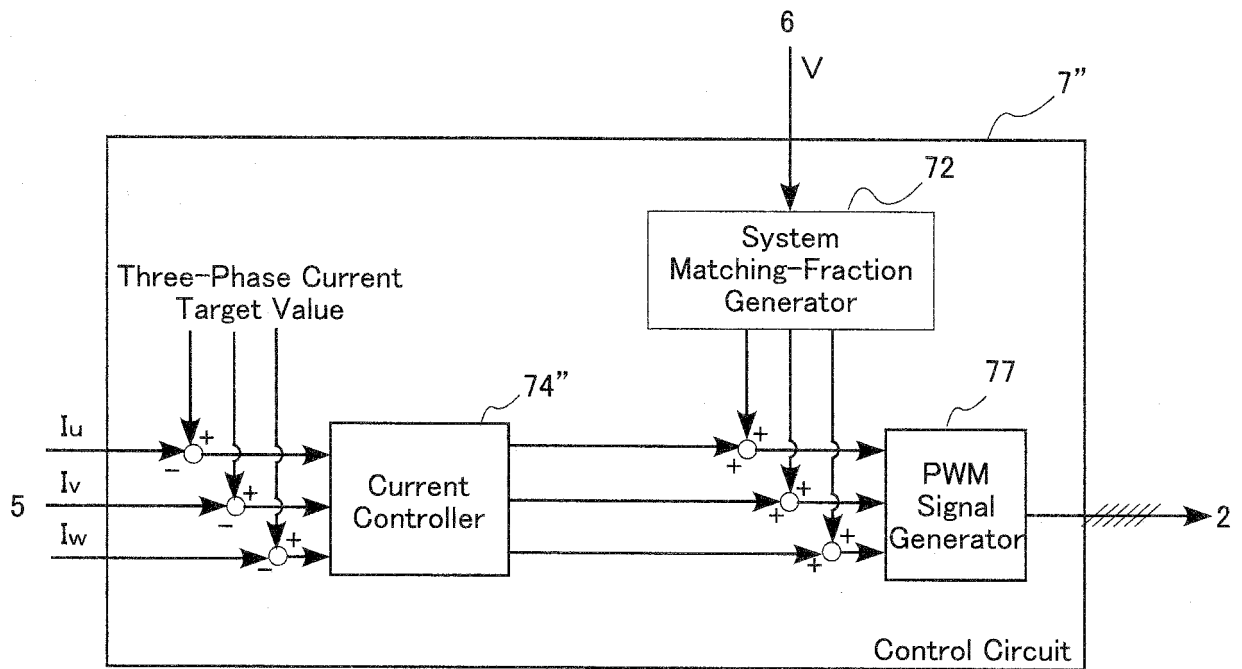 6
V
7”
72
System
Matching-Fraction
Generator
Three-Phase Current
Target Value
74”
77
Iu
+
−
+
+
5
Iv
+
−
Current
Controller
+
+
PWM
Signal
Generator
2
Iw
+
−
+
+
Control Circuit